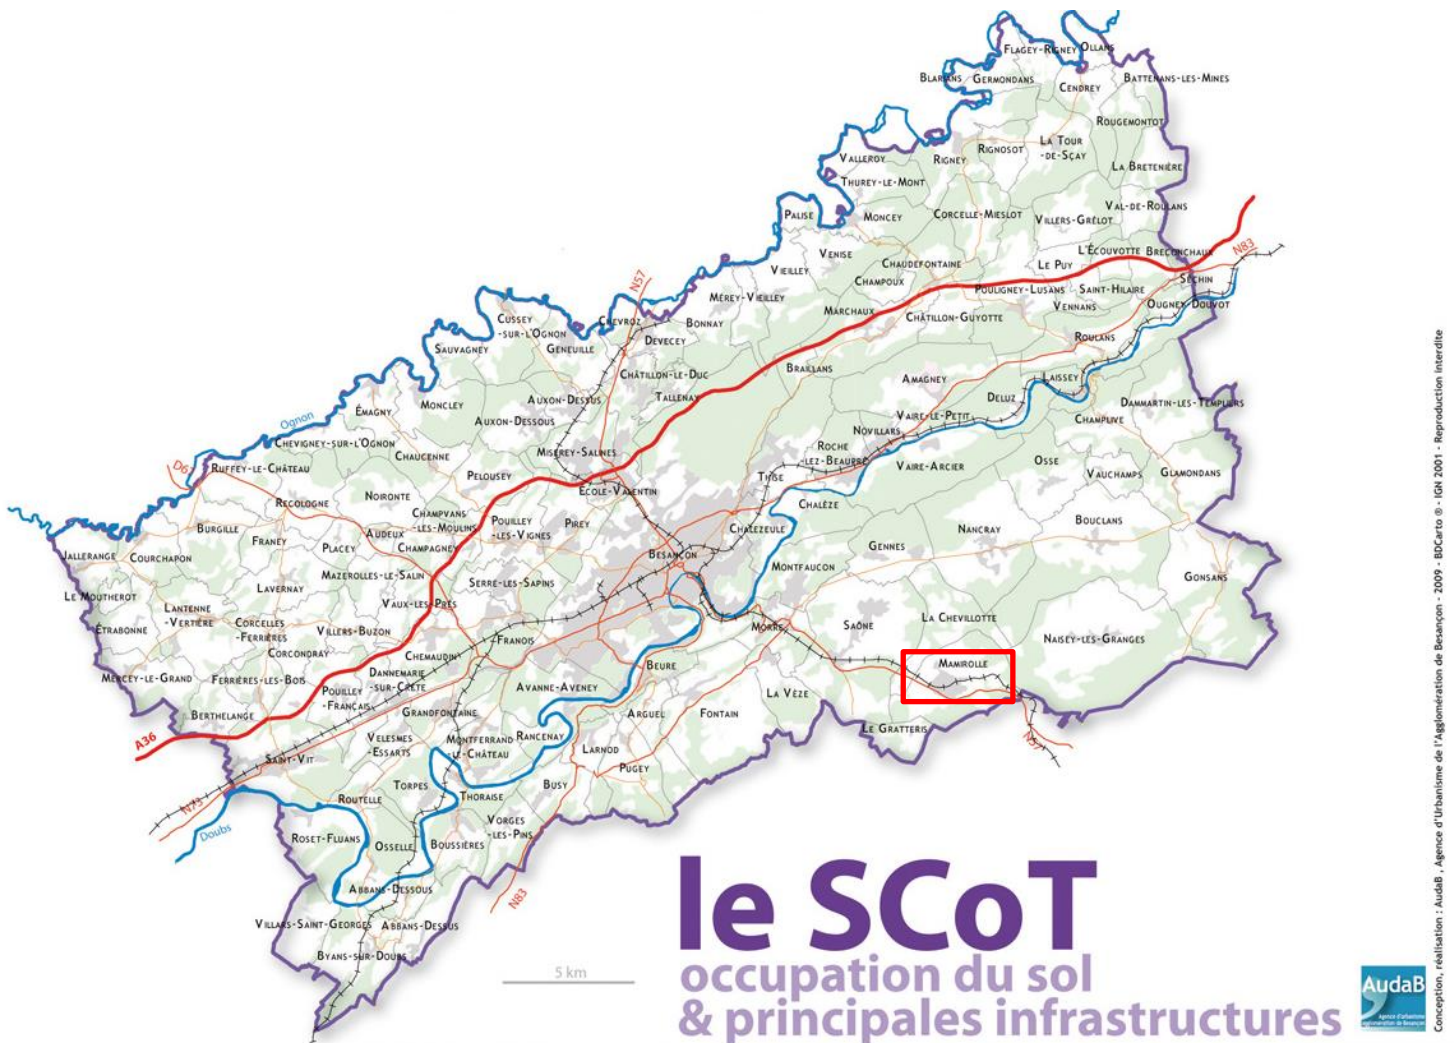 Flagey-Rigney
Ollans
Blarians
Germondans
Battenans-les-Mines
Cendrey
Rougemontot
La Tour
-de-Sçay
Rignosot
Rigney
Valleroy
La Bretenière
Thurey-le-Mont
Val-de-Roulans
Palise
Moncey
Corcelle-Mieslot
Villers-Grélot
L'Écouvotte
Breconchaux
N83
Venise
Vieilley
Chaudefontaine
Le Puy
Champoux
Séchin
Pouligney-Lusans
Saint-Hilaire
N57
Mérey-Vieilley
Marchaux
Vennans
Ougney-Douvot
Châtillon-Guyotte
Cussey
-sur-l'Ognon
Chevroz
Bonnay
Devecey
Roulans
Sauvagney
Geneuille
Châtillon-le-Duc
Braillans
Amagney
Laissey
Tallenay
Deluz
Dammartin-les-Templiers
Émagny
Moncley
Auxon-Dessus
Auxon-Dessous
Vaire-le-Petit
Champlive
Ognon
Novillars
Chevigney-sur-l'Ognon
Chaucenne
Miserey-Salines
Roche
-lez-Beaupré
D67
Ruffey-le-Château
Pelousey
Thise
Vaire-Arcier
Osse
Vauchamps
Glamondans
École-Valentin
Recologne
Noironte
Chalèze
Champvans
-les-Moulins
Pouilley
-les-Vignes
Pirey
Burgille
Franey
Placey
Audeux
Champagney
Chalezeule
Nancray
Bouclans
Jallerange
Courchapon
Besançon
Gennes
Montfaucon
Mazerolles-le-Salin
Serre-les-Sapins
Gonsans
Lavernay
Le Moutherot
Lantenne
-Vertière
Vaux-les-Prés
Corcelles
-Ferrières
Étrabonne
Villers-Buzon
Franois
Morre
Saône
La Chevillotte
Naisey-les-Granges
Corcondray
Chemaudin
Beure
Mamirolle
Mercey-le-Grand
Ferrières-les-Bois
Dannemarie
-sur-Crète
Avanne-Aveney
La Vèze
Pouilley
-Français
Berthelange
Grandfontaine
Arguel
Fontain
Le Gratteris
A36
Velesmes
-Essarts
Montferrand
-le-Château
Rancenay
Larnod
N57
Saint-Vit
Pugey
Torpes
Busy
N73
Routelle
Thoraise
Doubs
Vorges
-les-Pins
Roset-Fluans
Osselle
Boussières
Abbans-Dessous
N83
Villars-Saint-Georges
Abbans-Dessus
Byans-sur-Doubs
5 km
le SCoT
occupation du sol
& principales infrastructures
AudaB
Agence d'urbanisme
agglomération de Besançon
Conception, réalisation : AudaB , Agence d'Urbanisme de l'Agglomération de Besançon - 2009 - BDCarto ® - IGN 2001 - Reproduction interdite